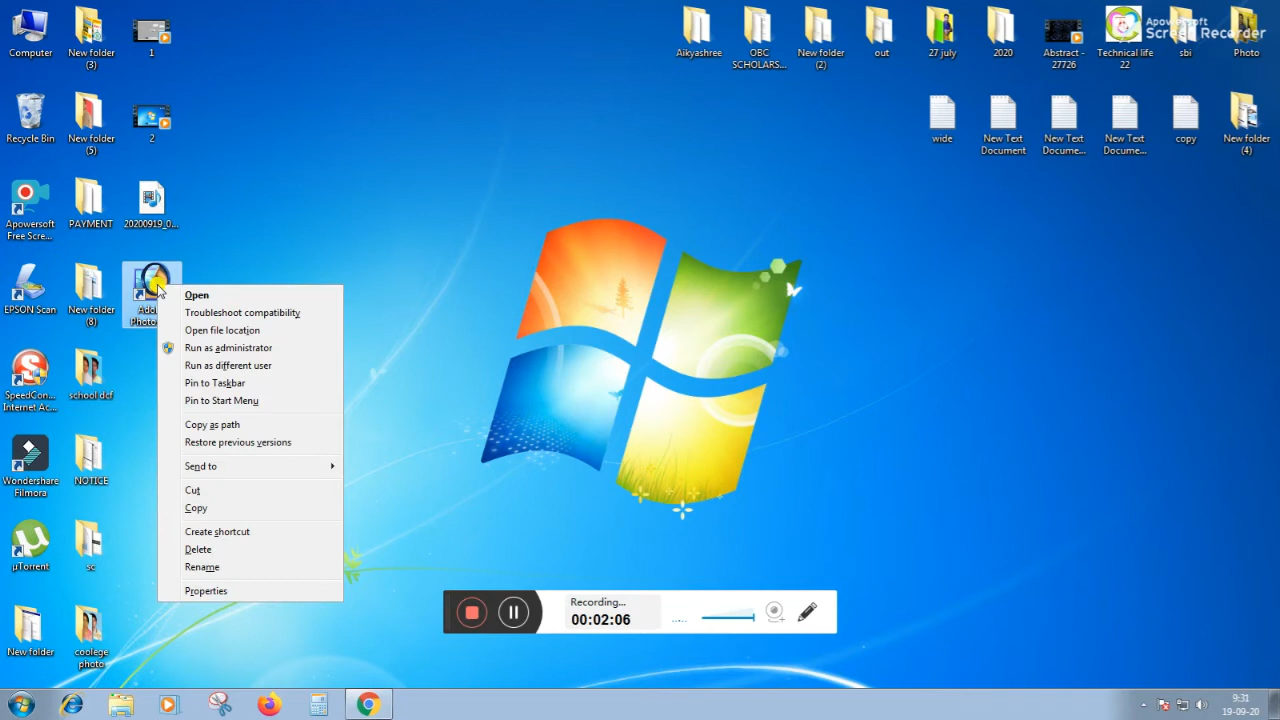 Computer
New folder
(3)
1
Aikyashree
OBC
SCHOLARS...
New folder
(2)
out
27 july
2020
Abstract -
27726
Technical life
22
sbi
Photo
Apowersoft
Screen Recorder
Recycle Bin
New folder
(5)
2
wide
New Text
Document
New Text
Docume...
New Text
Docume...
copy
New folder
(4)
Apowersoft
Free Scre...
PAYMENT
20200919_0...
EPSON Scan
New folder
(8)
Open
Troubleshoot compatibility
Open file location
Run as administrator
Run as different user
Pin to Taskbar
Pin to Start Menu
Copy as path
Restore previous versions
Send to
Cut
Copy
Create shortcut
Delete
Rename
Properties
SpeedCon...
Internet Ac...
school dcf
Wondershare
Filmora
NOTICE
µTorrent
sc
New folder
coolege
photo
Recording...
00:02:06
9:31
19-09-20